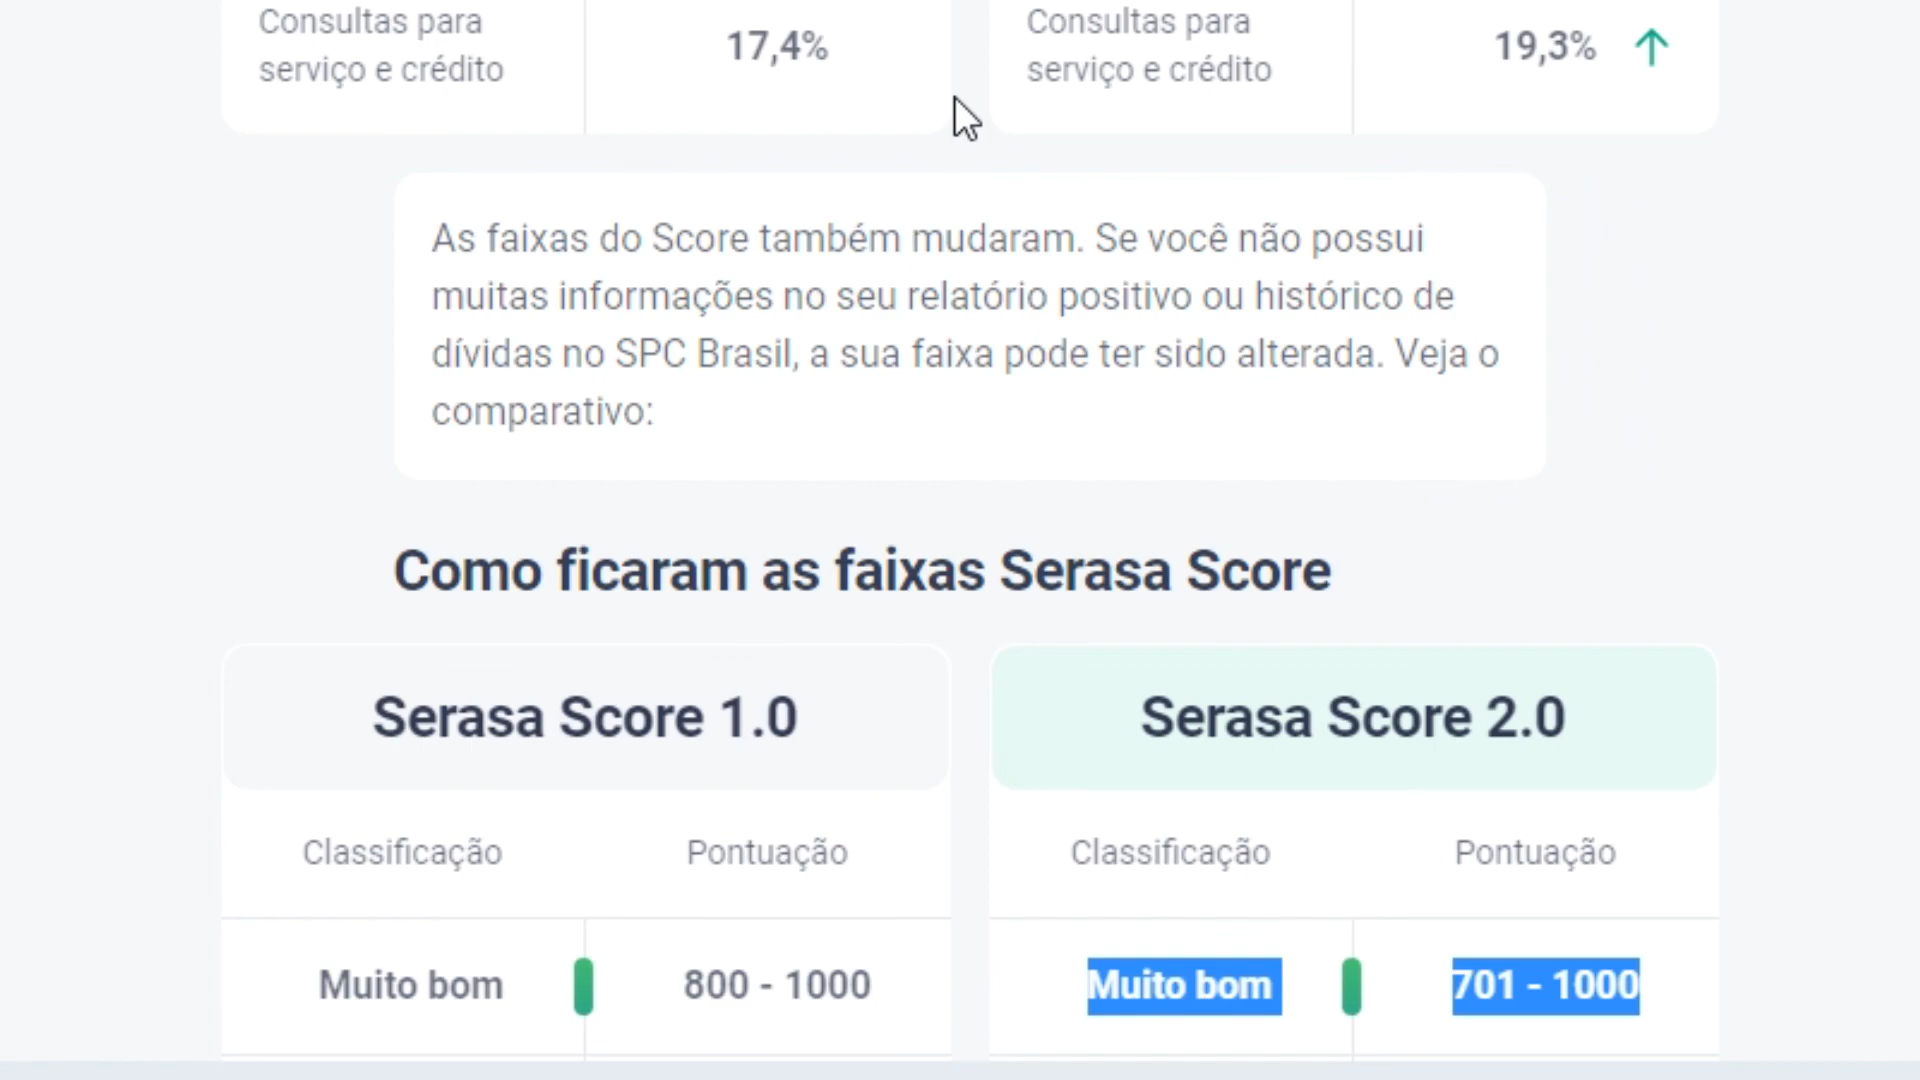 Consultas para
serviço e crédito
17,4%
Consultas para
serviço e crédito
19,3%
As faixas do Score também mudaram. Se você não possui
muitas informações no seu relatório positivo ou histórico de
dívidas no SPC Brasil, a sua faixa pode ter sido alterada. Veja o
comparativo:
Como ficaram as faixas Serasa Score
Serasa Score 1.0
Serasa Score 2.0
Classificação
Pontuação
Classificação
Pontuação
Muito bom
800 - 1000
Muito bom
701 - 1000